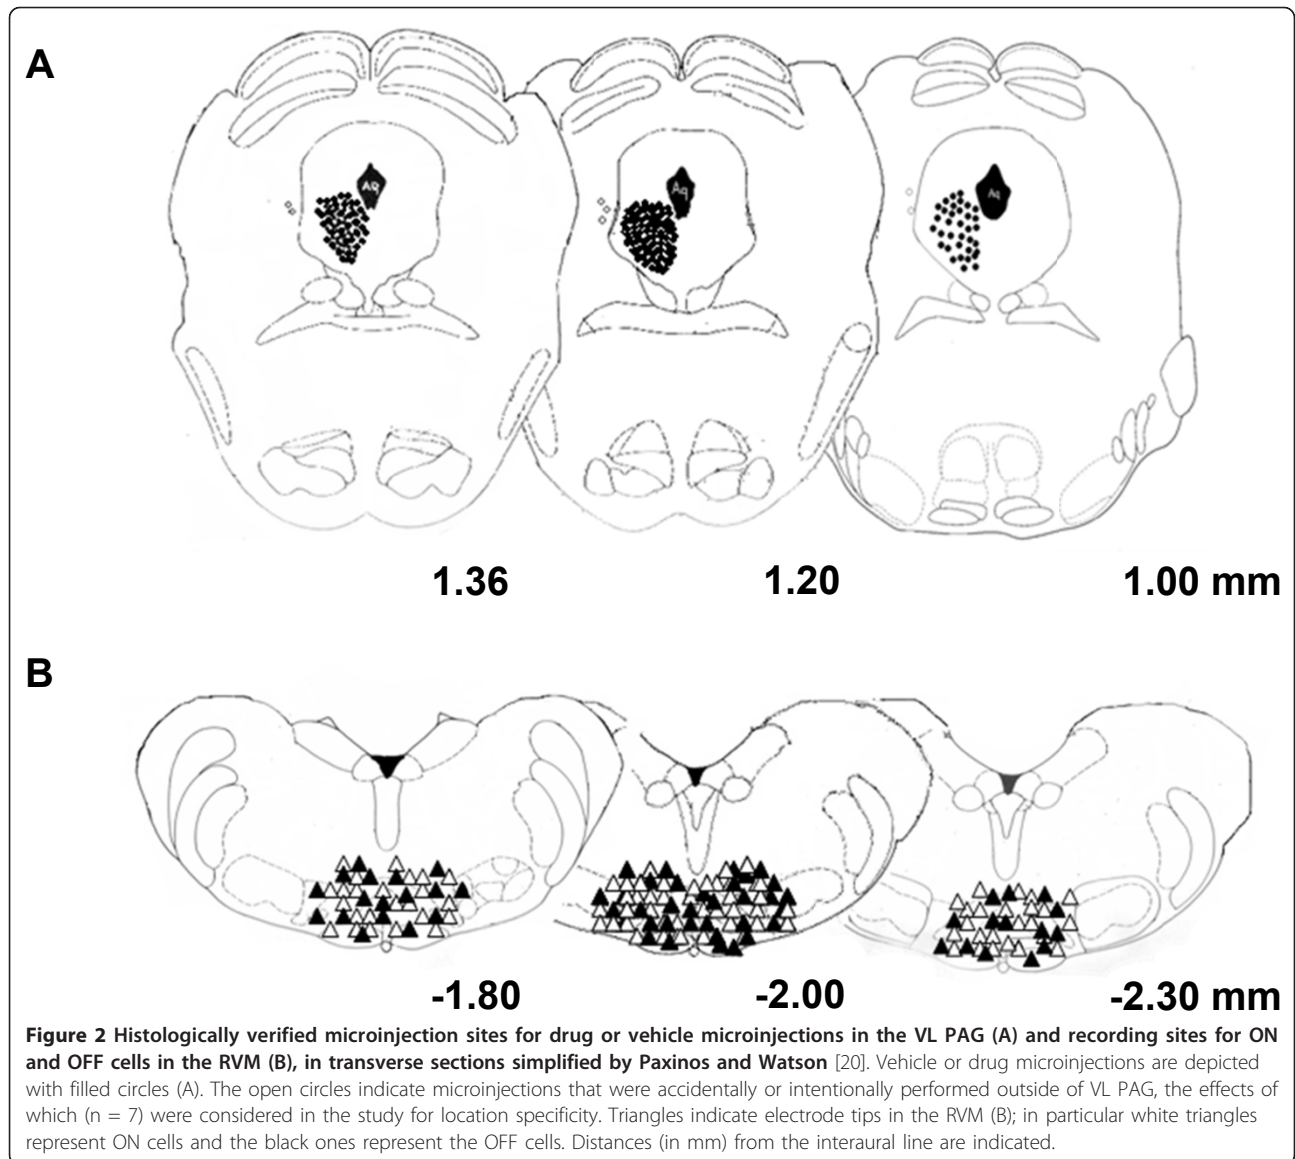 A
Aq Aq Aq
1.36 1.20 1.00 mm
B
-1.80 -2.00 -2.30 mm
Figure 2 Histologically verified microinjection sites for drug or vehicle microinjections in the VL PAG (A) and recording sites for ON
and OFF cells in the RVM (B), in transverse sections simplified by Paxinos and Watson [20]. Vehicle or drug microinjections are depicted
with filled circles (A). The open circles indicate microinjections that were accidentally or intentionally performed outside of VL PAG, the effects of
which (n = 7) were considered in the study for location specificity. Triangles indicate electrode tips in the RVM (B); in particular white triangles
represent ON cells and the black ones represent the OFF cells. Distances (in mm) from the interaural line are indicated.